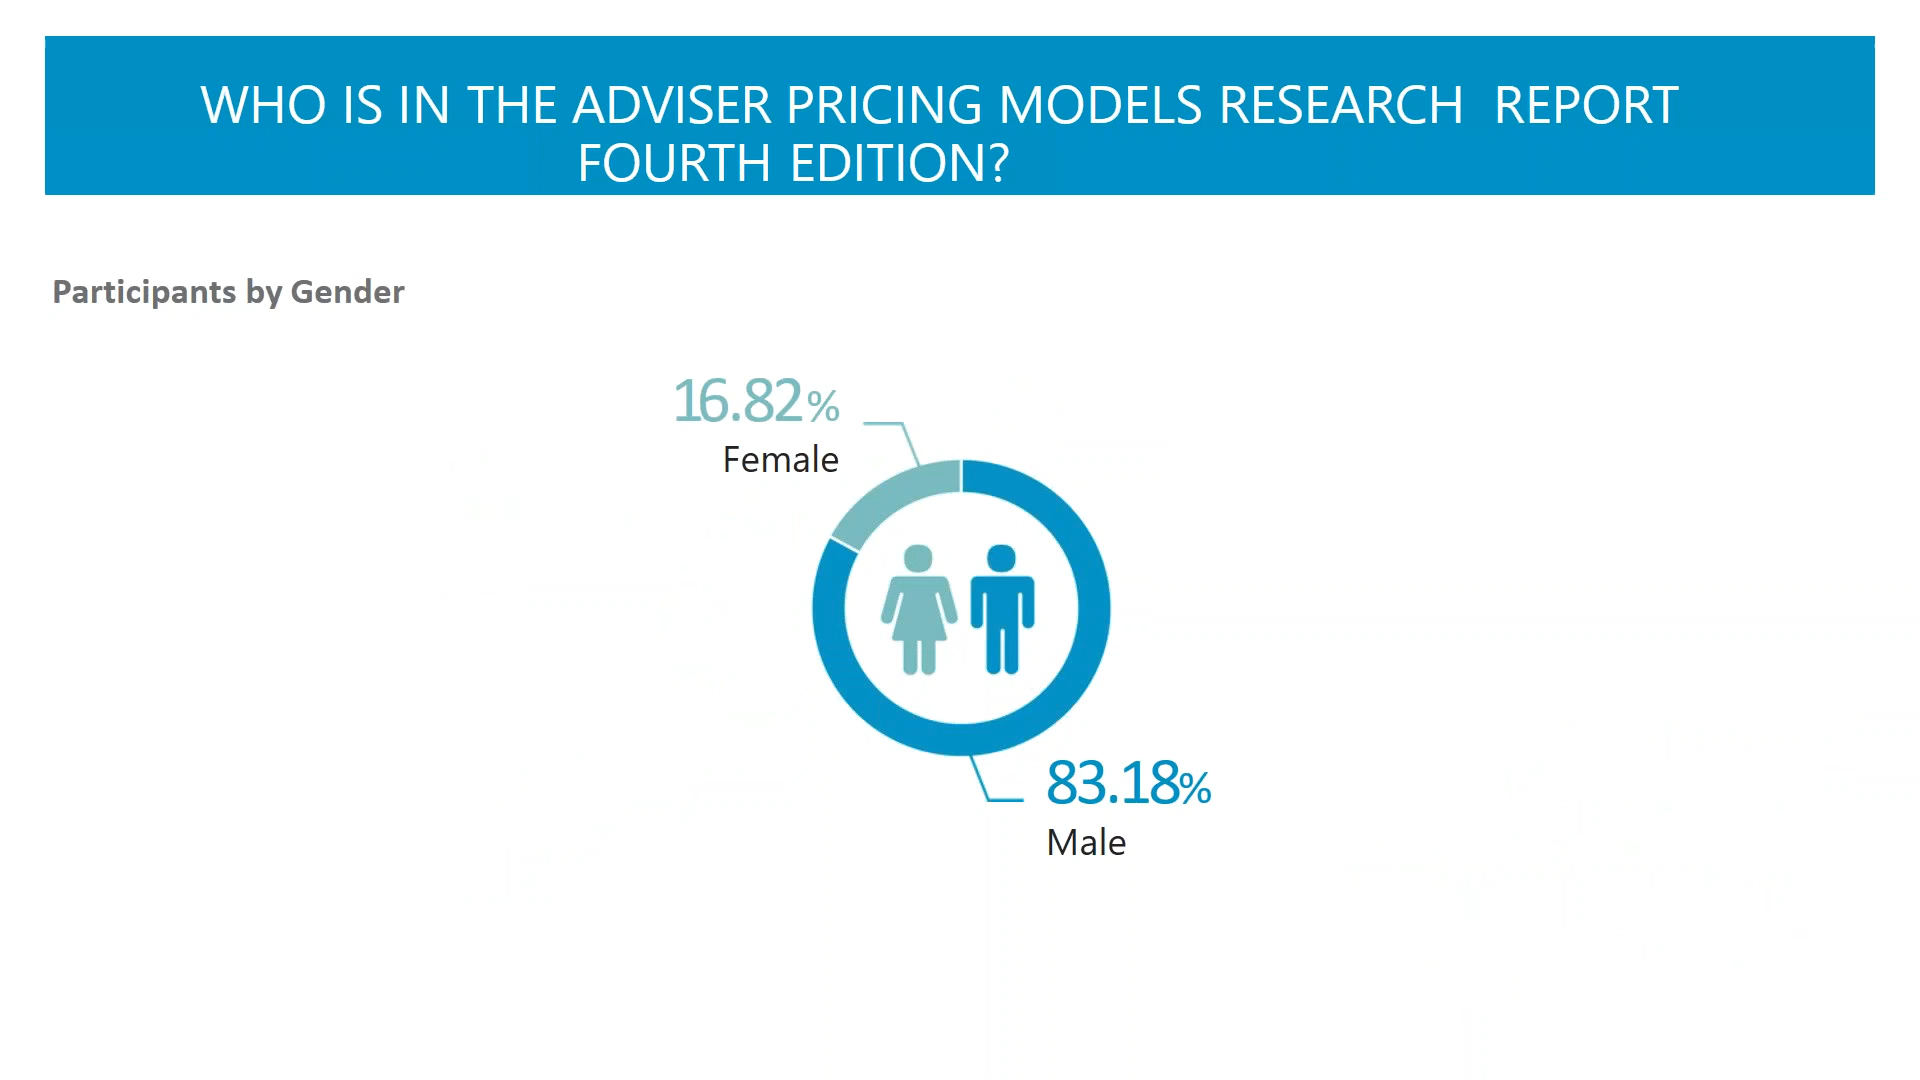 WHO IS IN THE ADVISER PRICING MODELS RESEARCH REPORT
FOURTH EDITION?
Participants by Gender
16.82%
Female
83.18%
Male